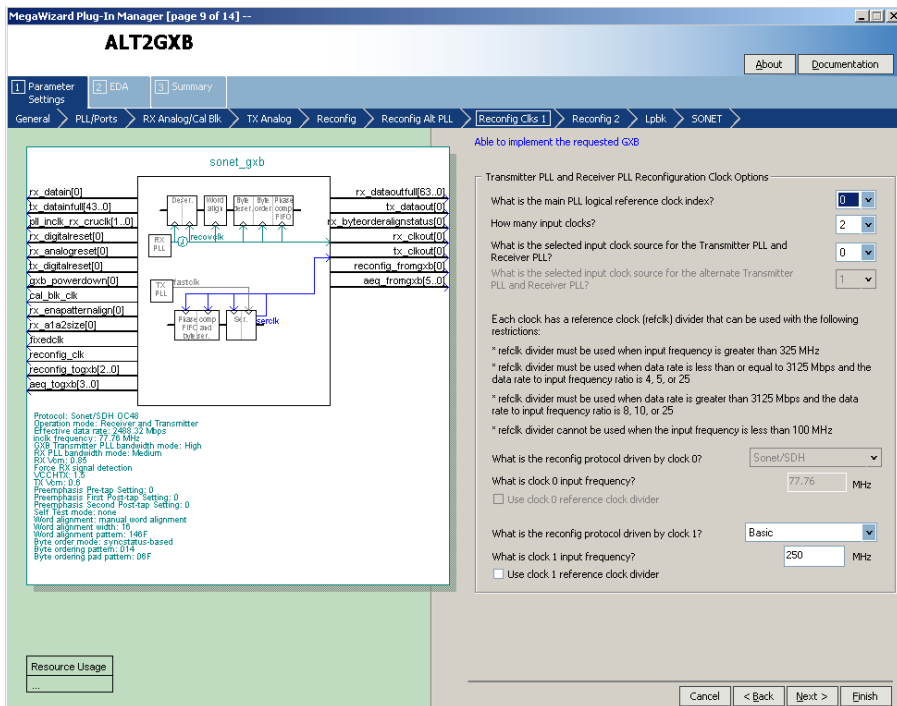 MegaWizard Plug-In Manager [page 9 of 14] --
ALT2GXB
About
Documentation
1 Parameter Settings
2 EDA
3 Summary
General
PLL/Ports
RX Analog/Cal Blk
TX Analog
Reconfig
Reconfig Alt PLL
Reconfig Clks 1
Reconfig 2
Lpbk
SONET
sonet_gxb
rx_datain[0]
tx_datainfull[43..0]
pll_inclk_rx_cruclk[1..0]
rx_digitalreset[0]
rx_analogreset[0]
tx_digitalreset[0]
gxb_powerdown[0]
cal_blk_clk
rx_enapatternalign[0]
rx_a1a2size[0]
fixedclk
reconfig_clk
reconfig_togxb[2..0]
aeq_togxb[3..0]
Deser.
Word align
Byte deser.
Byte order
Phase comp FIFO
RX PLL
recovclk
TX PLL
fastclk
Phase comp FIFO and byte ser.
Ser.
serclk
rx_dataoutfull[63..0]
tx_dataout[0]
rx_byteorderalignstatus[0]
rx_clkout[0]
tx_clkout[0]
reconfig_fromgxb[0]
aeq_fromgxb[5..0]
Protocol: Sonet/SDH OC48
Operation mode: Receiver and Transmitter
Effective data rate: 2488.32 Mbps
inclk frequency: 77.76 MHz
GXB Transmitter PLL bandwidth mode: High
RX PLL bandwidth mode: Medium
RX Vcm: 0.85
Force RX signal detection
VCCHTX: 1.5
TX Vcm: 0.6
Preemphasis Pre-tap Setting: 0
Preemphasis First Post-tap Setting: 0
Preemphasis Second Post-tap Setting: 0
Self Test mode: none
Word alignment: manual word alignment
Word alignment width: 16
Word alignment pattern: 146F
Byte order mode: syncstatus-based
Byte ordering pattern: 014
Byte ordering pad pattern: 06F
Resource Usage
...
Able to implement the requested GXB
Transmitter PLL and Receiver PLL Reconfiguration Clock Options
What is the main PLL logical reference clock index?
0
How many input clocks?
2
What is the selected input clock source for the Transmitter PLL and
Receiver PLL?
0
What is the selected input clock source for the alternate Transmitter
PLL and Receiver PLL?
1
Each clock has a reference clock (refclk) divider that can be used with the following
restrictions:
* refclk divider must be used when input frequency is greater than 325 MHz
* refclk divider must be used when data rate is less than or equal to 3125 Mbps and the
data rate to input frequency ratio is 4, 5, or 25
* refclk divider must be used when data rate is greater than 3125 Mbps and the data
rate to input frequency ratio is 8, 10, or 25
* refclk divider cannot be used when the input frequency is less than 100 MHz
What is the reconfig protocol driven by clock 0?
Sonet/SDH
What is clock 0 input frequency?
77.76
MHz
Use clock 0 reference clock divider
What is the reconfig protocol driven by clock 1?
Basic
What is clock 1 input frequency?
250
MHz
Use clock 1 reference clock divider
Cancel
< Back
Next >
Finish